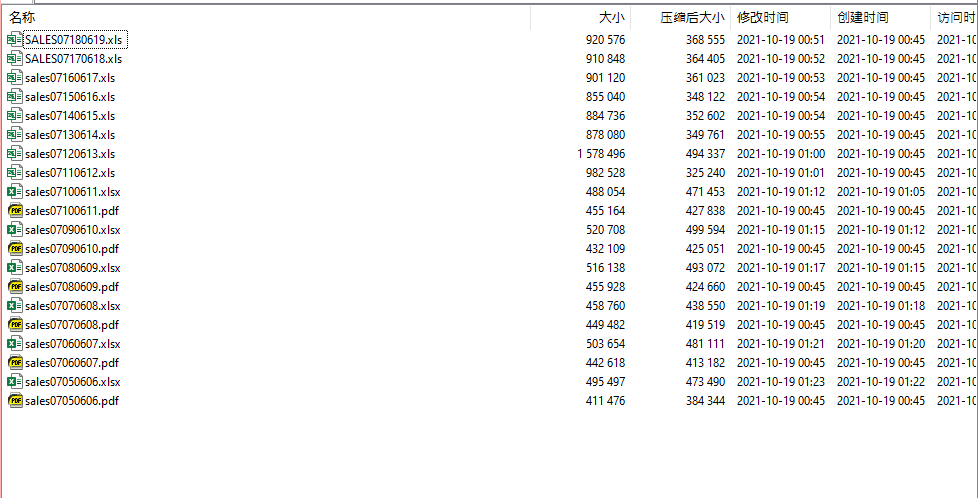 名称 大小 压缩后大小 修改时间 创建时间 访问时
SALES07180619.xls 920 576 368 555 2021-10-19 00:51 2021-10-19 00:45 2021-10
SALES07170618.xls 910 848 364 405 2021-10-19 00:52 2021-10-19 00:45 2021-10
sales07160617.xls 901 120 361 023 2021-10-19 00:53 2021-10-19 00:45 2021-10
sales07150616.xls 855 040 348 122 2021-10-19 00:54 2021-10-19 00:45 2021-10
sales07140615.xls 884 736 352 602 2021-10-19 00:54 2021-10-19 00:45 2021-10
sales07130614.xls 878 080 349 761 2021-10-19 00:55 2021-10-19 00:45 2021-10
sales07120613.xls 1 578 496 494 337 2021-10-19 01:00 2021-10-19 00:45 2021-10
sales07110612.xls 982 528 325 240 2021-10-19 01:01 2021-10-19 00:45 2021-10
sales07100611.xlsx 488 054 471 453 2021-10-19 01:12 2021-10-19 01:05 2021-10
sales07100611.pdf 455 164 427 838 2021-10-19 00:45 2021-10-19 00:45 2021-10
sales07090610.xlsx 520 708 499 594 2021-10-19 01:15 2021-10-19 01:12 2021-10
sales07090610.pdf 432 109 425 051 2021-10-19 00:45 2021-10-19 00:45 2021-10
sales07080609.xlsx 516 138 493 072 2021-10-19 01:17 2021-10-19 01:15 2021-10
sales07080609.pdf 455 928 424 660 2021-10-19 00:45 2021-10-19 00:45 2021-10
sales07070608.xlsx 458 760 438 550 2021-10-19 01:19 2021-10-19 01:18 2021-10
sales07070608.pdf 449 482 419 519 2021-10-19 00:45 2021-10-19 00:45 2021-10
sales07060607.xlsx 503 654 481 111 2021-10-19 01:21 2021-10-19 01:20 2021-10
sales07060607.pdf 442 618 413 182 2021-10-19 00:45 2021-10-19 00:45 2021-10
sales07050606.xlsx 495 497 473 490 2021-10-19 01:23 2021-10-19 01:22 2021-10
sales07050606.pdf 411 476 384 344 2021-10-19 00:45 2021-10-19 00:45 2021-10